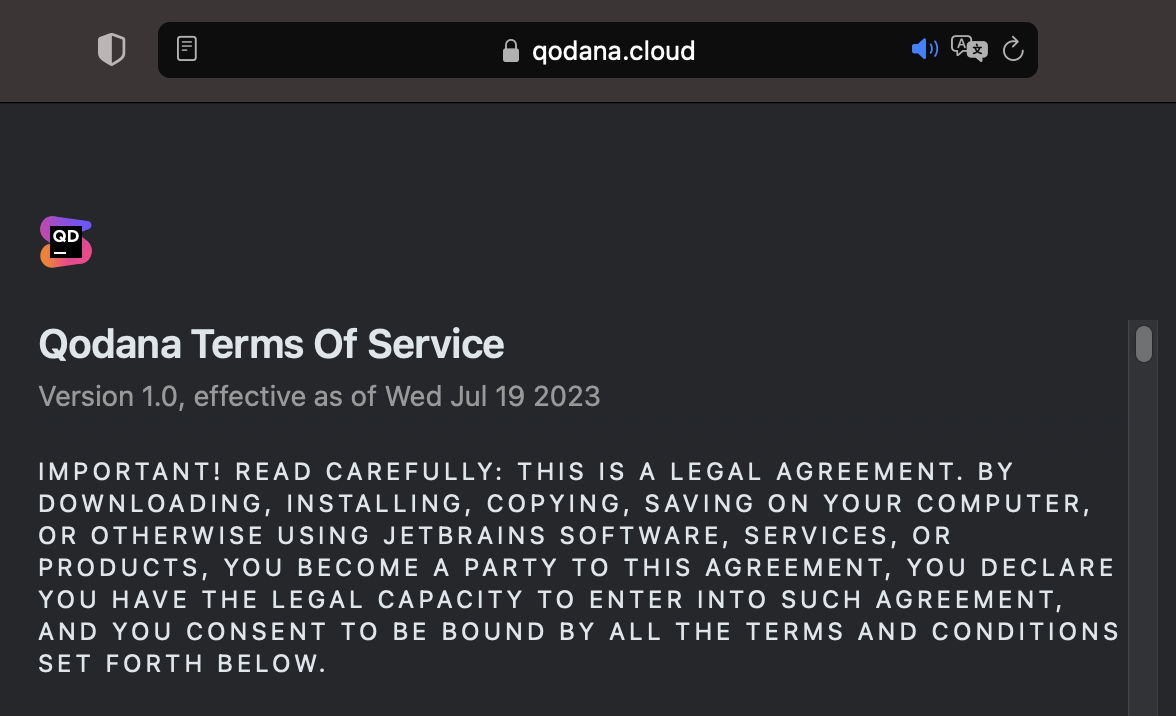 qodana.cloud
A 文
QD
Qodana Terms Of Service
Version 1.0, effective as of Wed Jul 19 2023
IMPORTANT! READ CAREFULLY: THIS IS A LEGAL AGREEMENT. BY
DOWNLOADING, INSTALLING, COPYING, SAVING ON YOUR COMPUTER,
OR OTHERWISE USING JETBRAINS SOFTWARE, SERVICES, OR
PRODUCTS, YOU BECOME A PARTY TO THIS AGREEMENT, YOU DECLARE
YOU HAVE THE LEGAL CAPACITY TO ENTER INTO SUCH AGREEMENT,
AND YOU CONSENT TO BE BOUND BY ALL THE TERMS AND CONDITIONS
SET FORTH BELOW.